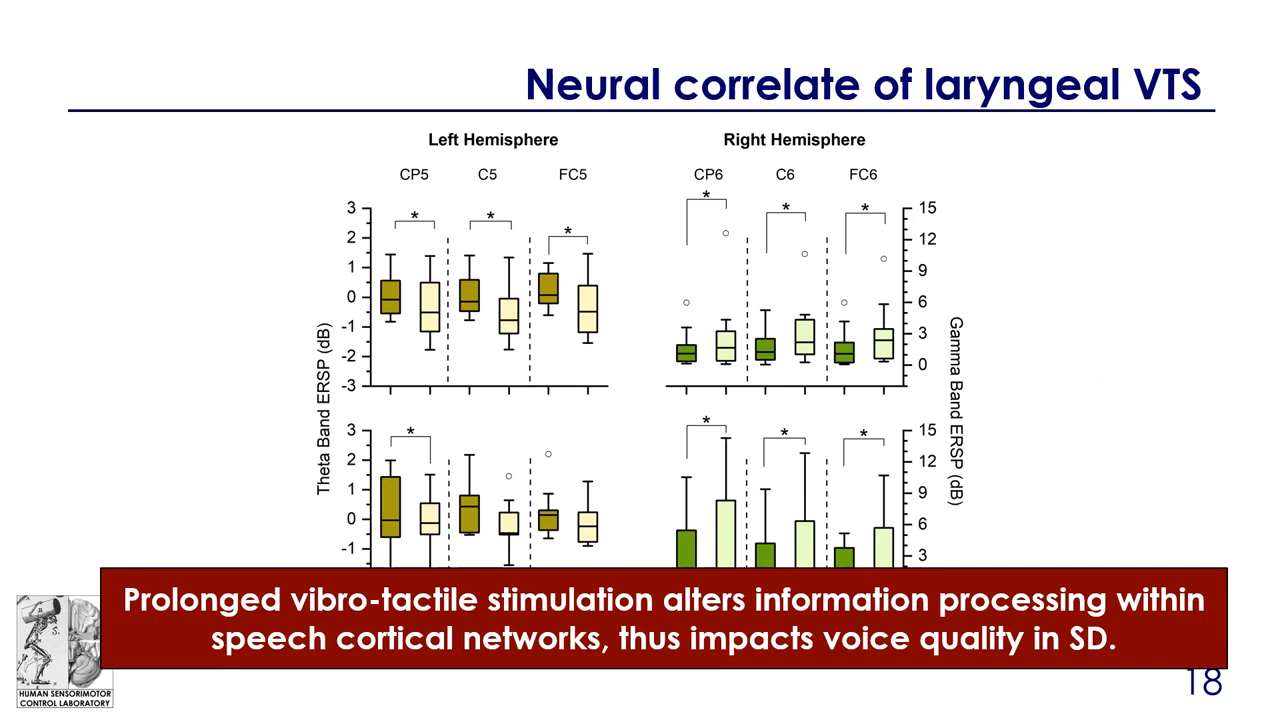 Neural correlate of laryngeal VTS
Left Hemisphere
Right Hemisphere
CP5 C5 FC5
CP6 C6 FC6
* * *
* * *
3
2
1
0
-1
-2
-3
15
12
9
6
3
0
Theta Band ERSP (dB)
Gamma Band ERSP (dB)
*
* * *
3
2
1
0
-1
15
12
9
6
3
Prolonged vibro-tactile stimulation alters information processing within
speech cortical networks, thus impacts voice quality in SD.
S.
HUMAN SENSORIMOTOR
CONTROL LABORATORY
18